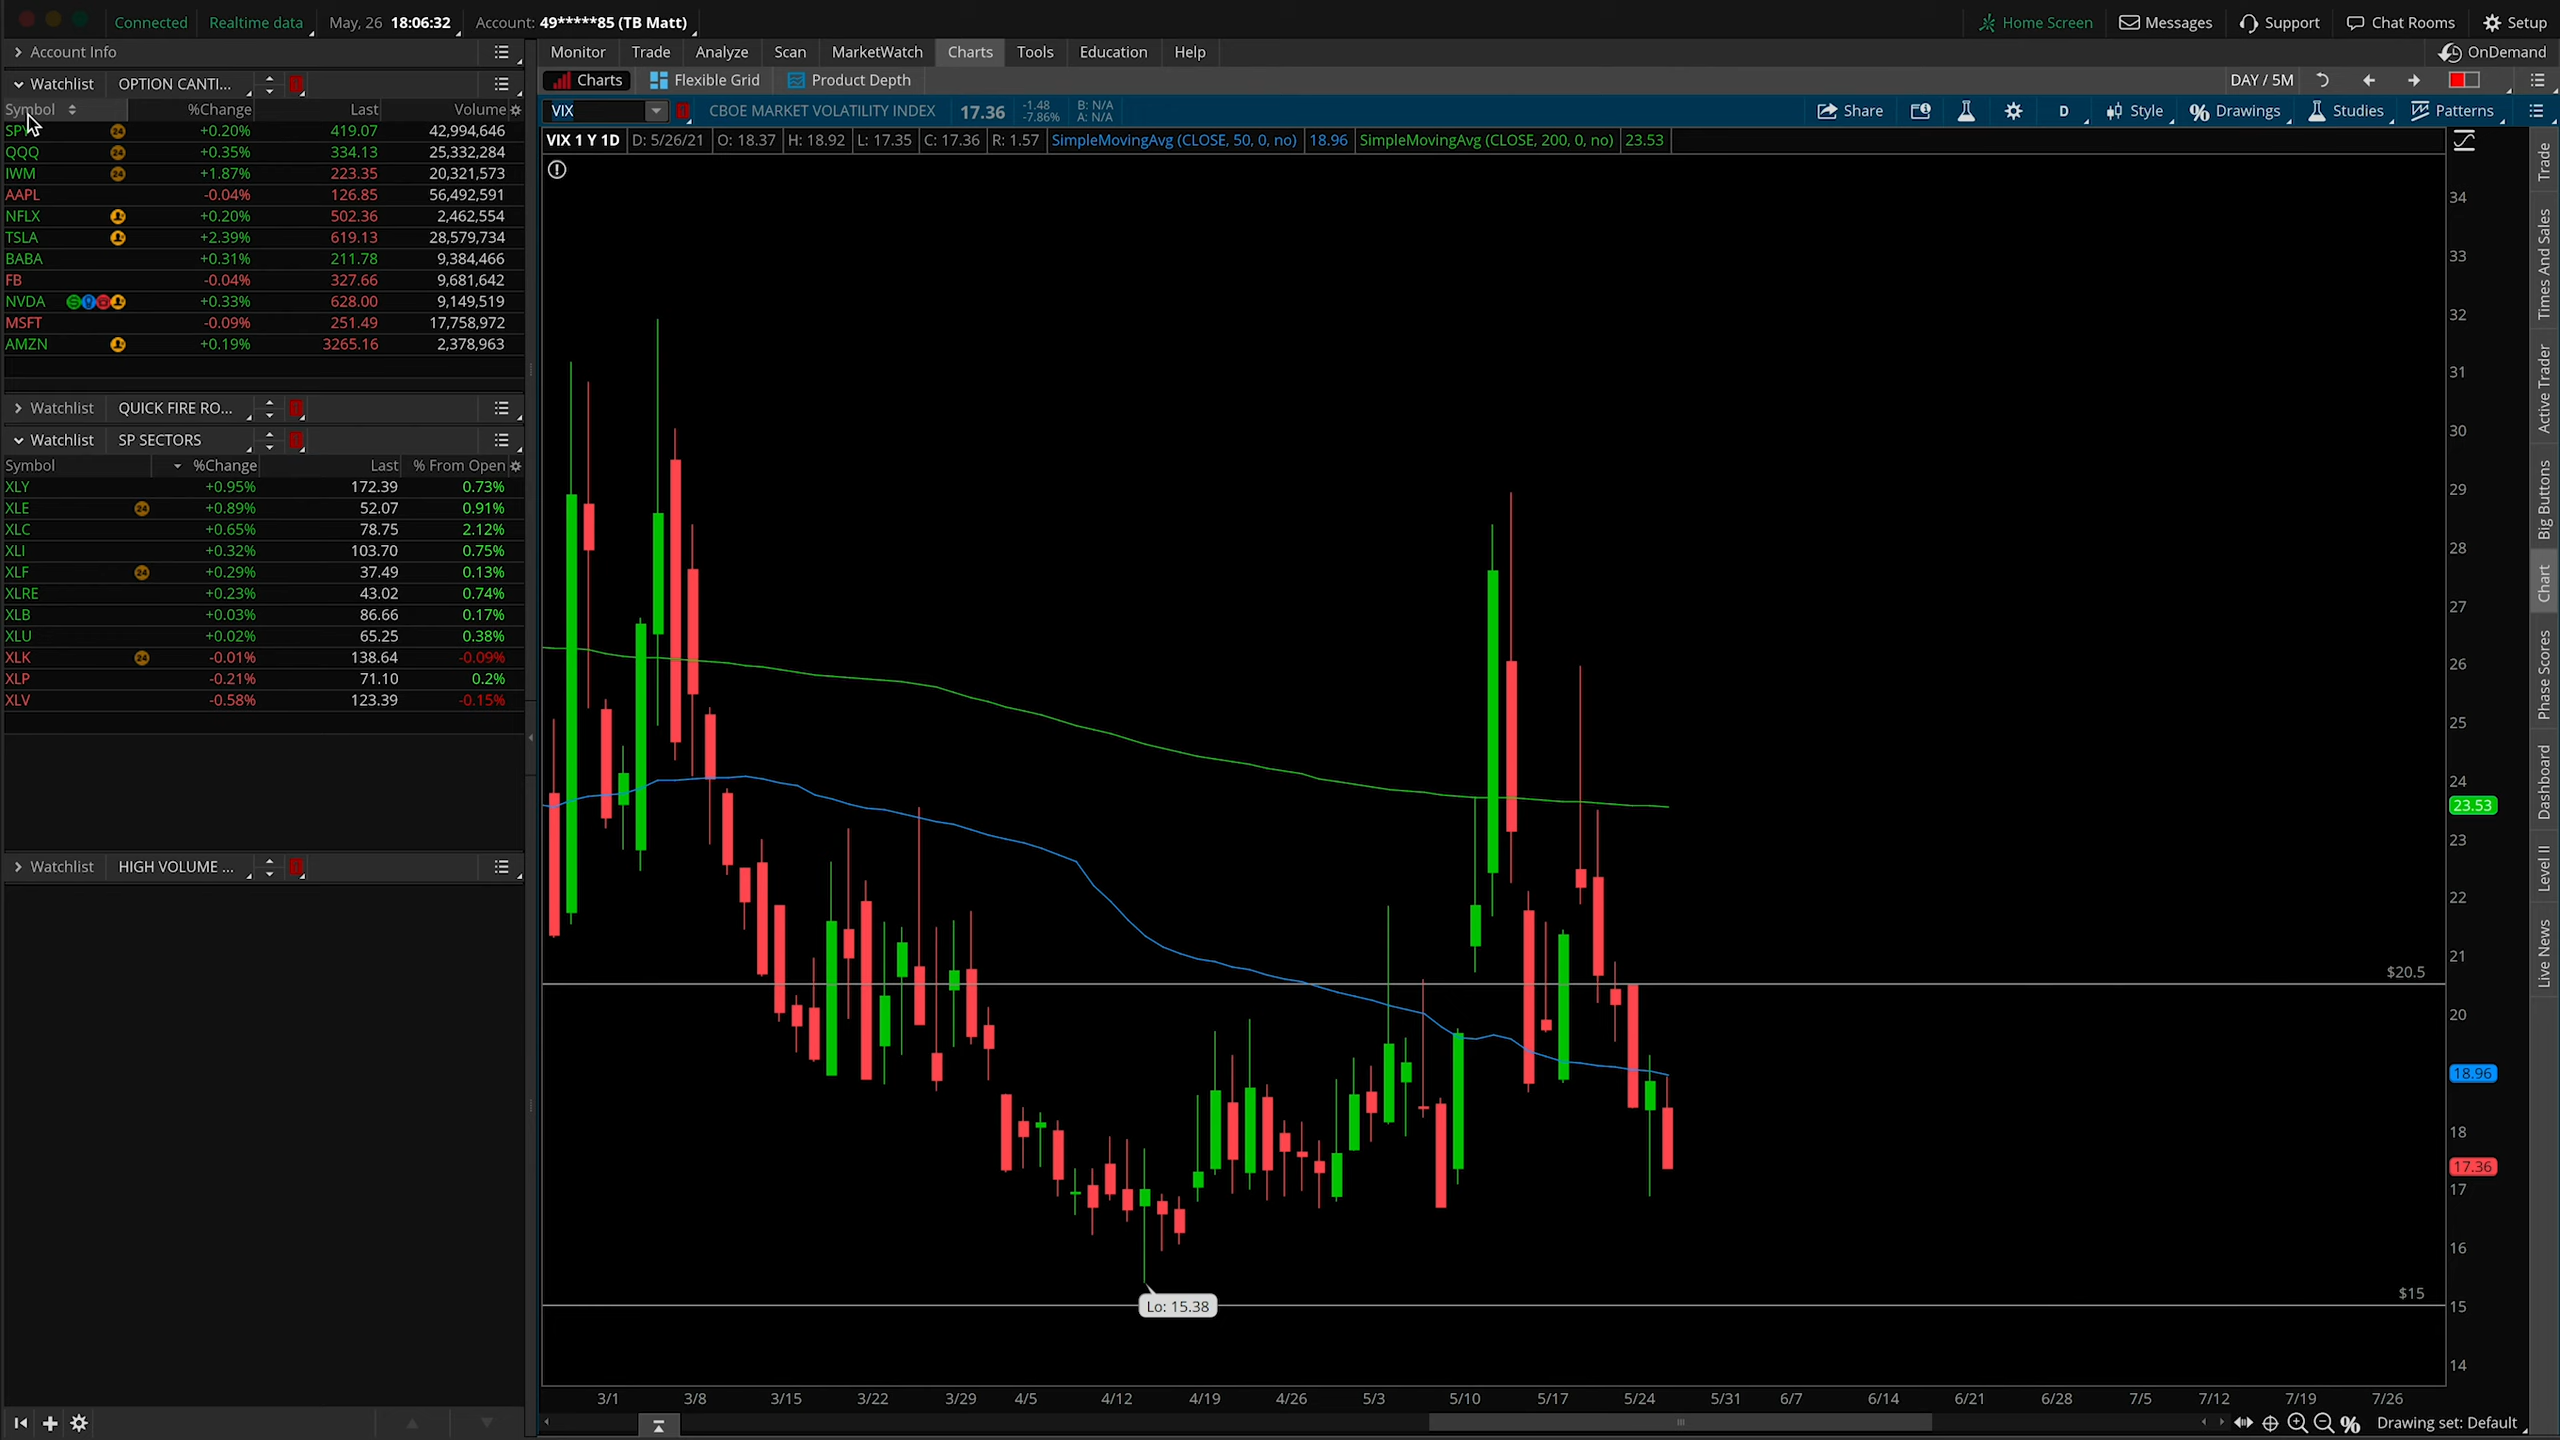 Connected Realtime data May, 26 18:06:32 Account: 49*****85 (TB Matt) Home Screen Messages Support Chat Rooms Setup
Account Info Monitor Trade Analyze Scan MarketWatch Charts Tools Education Help OnDemand
Watchlist OPTION CANTI... Charts Flexible Grid Product Depth DAY / 5M
Symbol %Change Last Volume
VIX CBOE MARKET VOLATILITY INDEX 17.36 -1.48 -7.86% B: N/A A: N/A Share D Style Drawings Studies Patterns
VIX 1 Y 1D D: 5/26/21 O: 18.37 H: 18.92 L: 17.35 C: 17.36 R: 1.57 SimpleMovingAvg (CLOSE, 50, 0, no) 18.96 SimpleMovingAvg (CLOSE, 200, 0, no) 23.53
SPY 24 +0.20% 419.07 42,994,646
QQQ 24 +0.35% 334.13 25,332,284
IWM 24 +1.87% 223.35 20,321,573
AAPL -0.04% 126.85 56,492,591
NFLX +0.20% 502.36 2,462,554
TSLA +2.39% 619.13 28,579,734
BABA +0.31% 211.78 9,384,466
FB -0.04% 327.66 9,681,642
NVDA +0.33% 628.00 9,149,519
MSFT -0.09% 251.49 17,758,972
AMZN +0.19% 3265.16 2,378,963
Watchlist QUICK FIRE RO...
Watchlist SP SECTORS
Symbol %Change Last % From Open
XLY +0.95% 172.39 0.73%
XLE 24 +0.89% 52.07 0.91%
XLC +0.65% 78.75 2.12%
XLI +0.32% 103.70 0.75%
XLF 24 +0.29% 37.49 0.13%
XLRE +0.23% 43.02 0.74%
XLB +0.03% 86.66 0.17%
XLU +0.02% 65.25 0.38%
XLK 24 -0.01% 138.64 -0.09%
XLP -0.21% 71.10 0.2%
XLV -0.58% 123.39 -0.15%
Watchlist HIGH VOLUME ...
34
33
32
31
30
29
28
27
26
25
24
23.53
23
22
21
$20.5
20
18.96
18
17.36
17
16
$15
15
14
Lo: 15.38
3/1 3/8 3/15 3/22 3/29 4/5 4/12 4/19 4/26 5/3 5/10 5/17 5/24 5/31 6/7 6/14 6/21 6/28 7/5 7/12 7/19 7/26
Drawing set: Default
Trade
Times And Sales
Active Trader
Big Buttons
Chart
Phase Scores
Dashboard
Level II
Live News